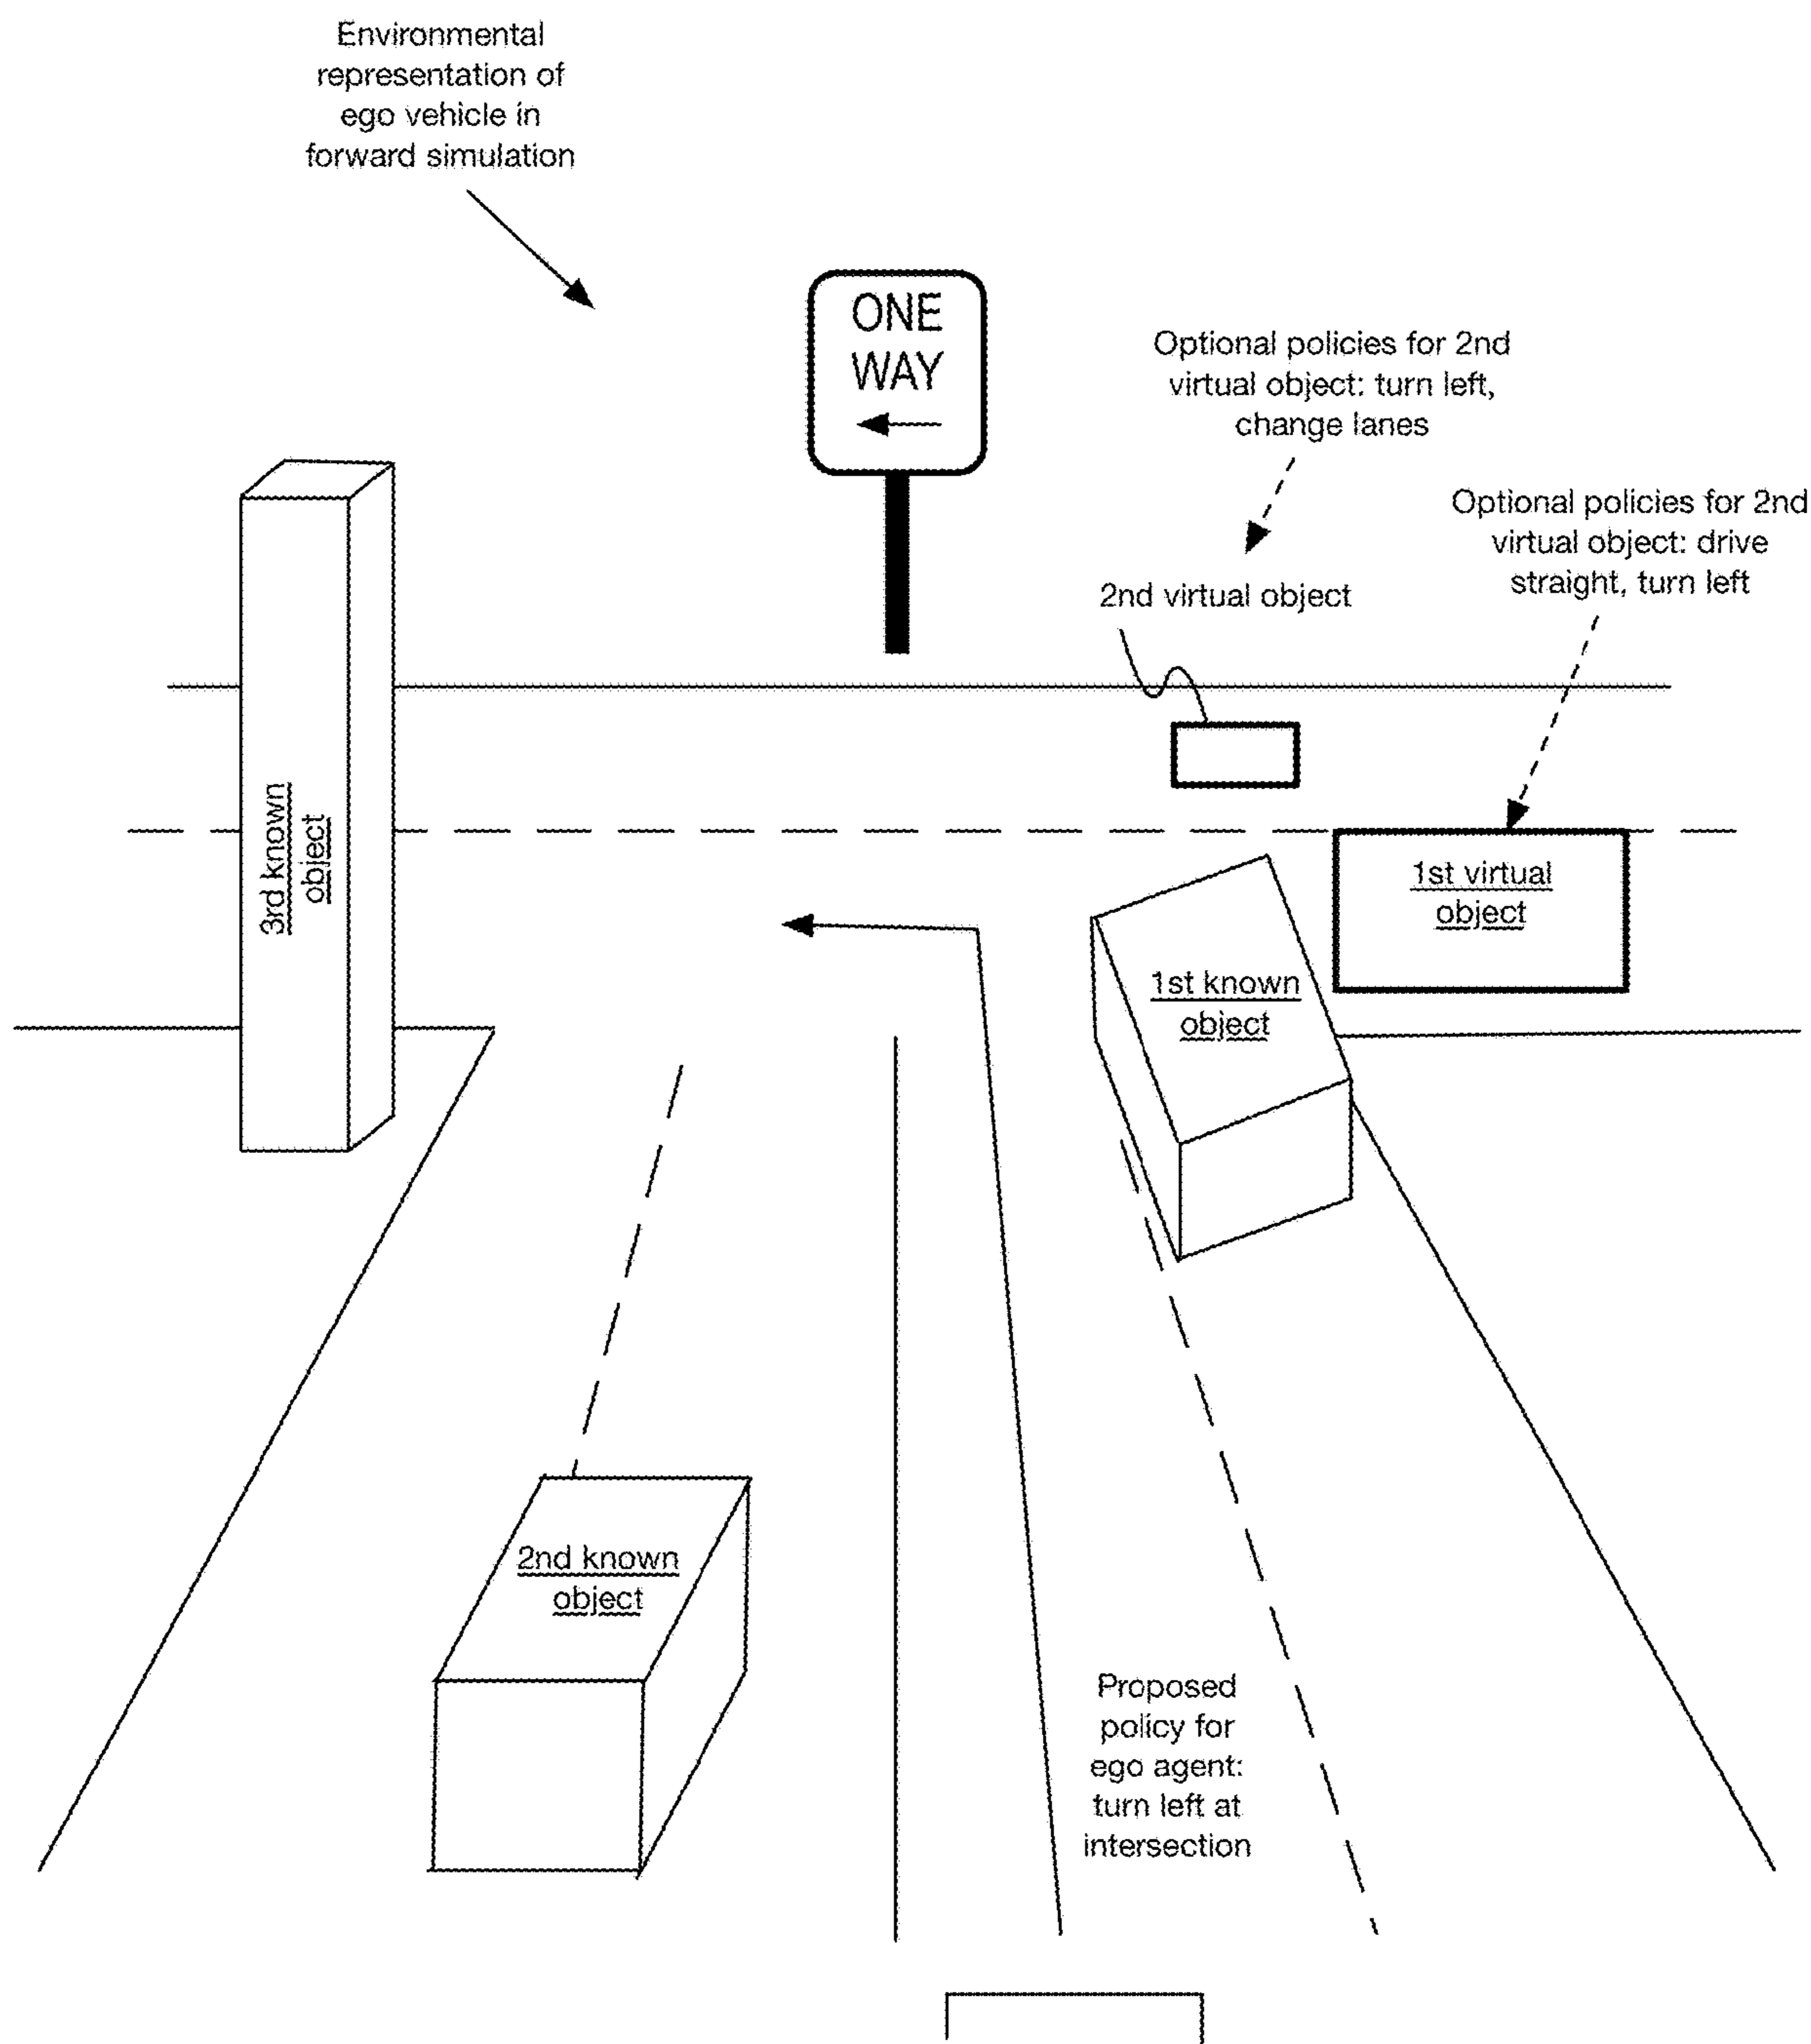 Environmental
representation of
ego vehicle in
forward simulation
ONE
WAY
Optional policies for 2nd
virtual object: turn left,
change lanes
Optional policies for 2nd
virtual object: drive
straight, turn left
2nd virtual object
3rd known
object
1st virtual
object
1st known
object
2nd known
object
Proposed
policy for
ego agent:
turn left at
intersection